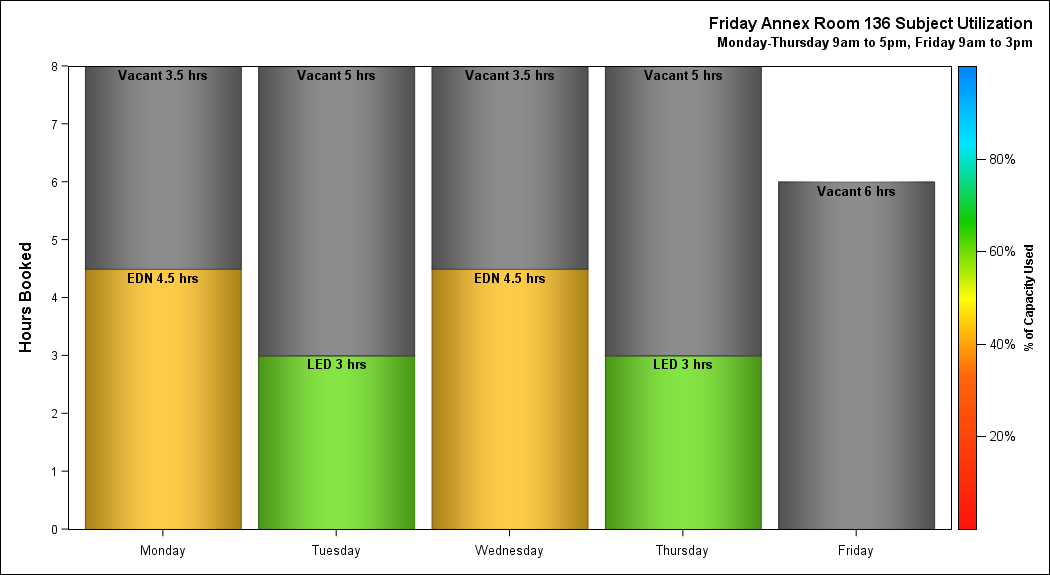 Friday Annex Room 136 Subject Utilization
Monday-Thursday 9am to 5pm, Friday 9am to 3pm
Hours Booked
8
7
6
5
4
3
2
1
0
Vacant 3.5 hrs
EDN 4.5 hrs
Vacant 5 hrs
LED 3 hrs
Vacant 3.5 hrs
EDN 4.5 hrs
Vacant 5 hrs
LED 3 hrs
Vacant 6 hrs
Monday
Tuesday
Wednesday
Thursday
Friday
80%
60%
40%
20%
% of Capacity Used